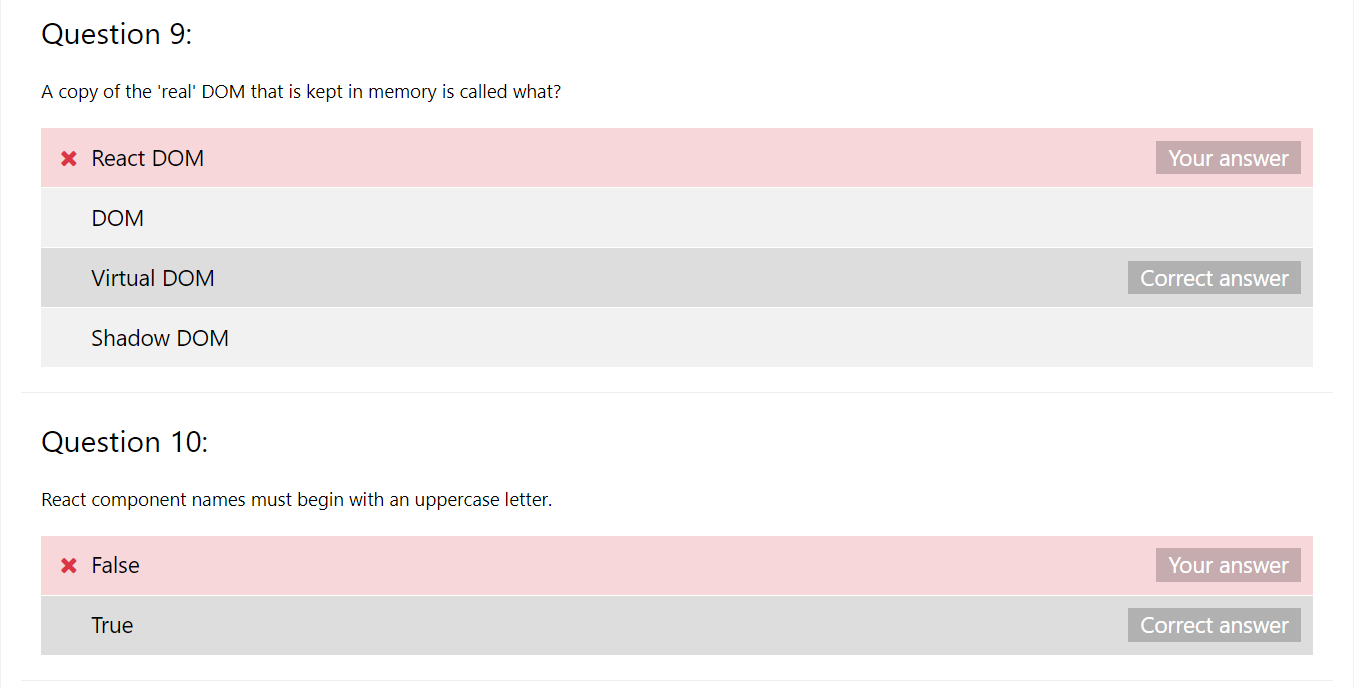 Question 9:
A copy of the 'real' DOM that is kept in memory is called what?
React DOM Your answer
DOM
Virtual DOM Correct answer
Shadow DOM
Question 10:
React component names must begin with an uppercase letter.
False Your answer
True Correct answer